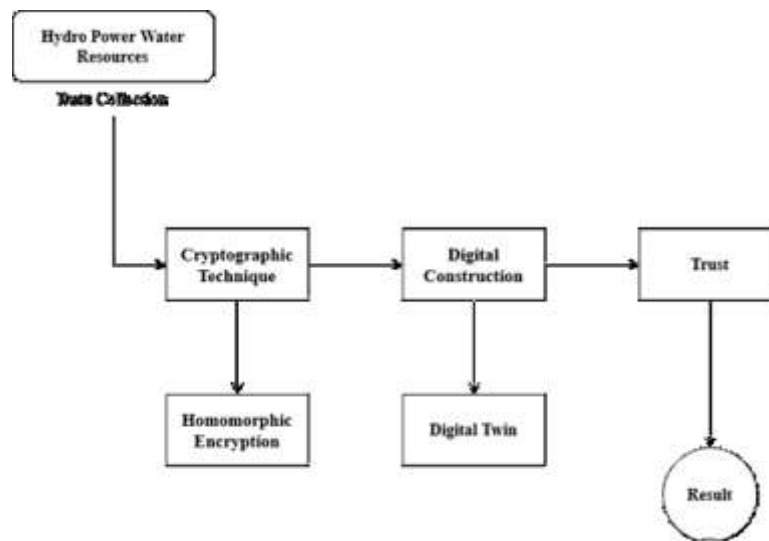 Hydro Power Water
Resources
Data Collection
Cryptographic
Technique
Digital
Construction
Trust
Homomorphic
Encryption
Digital Twin
Result